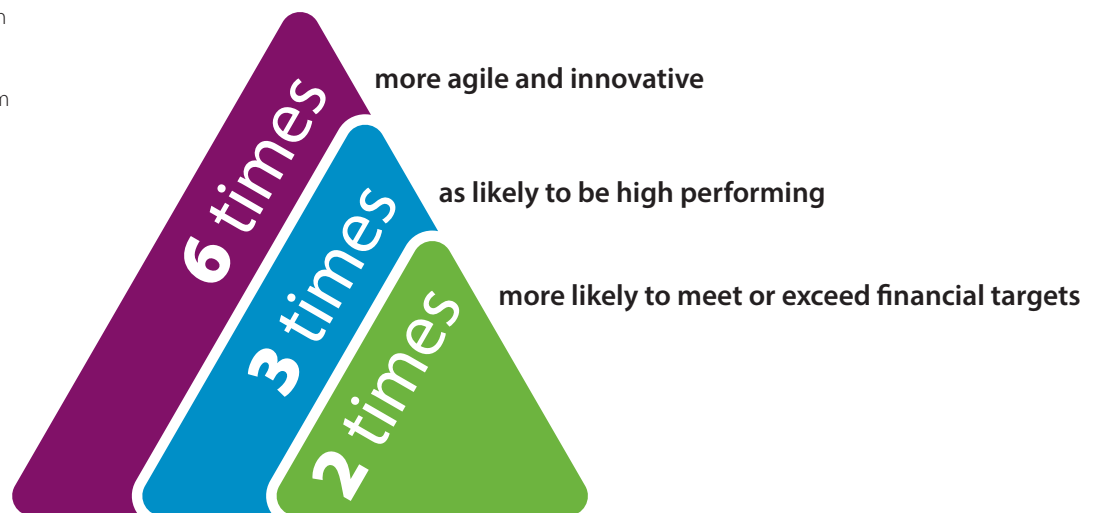 6 times
more agile and innovative
3 times
as likely to be high performing
2 times
more likely to meet or exceed financial targets